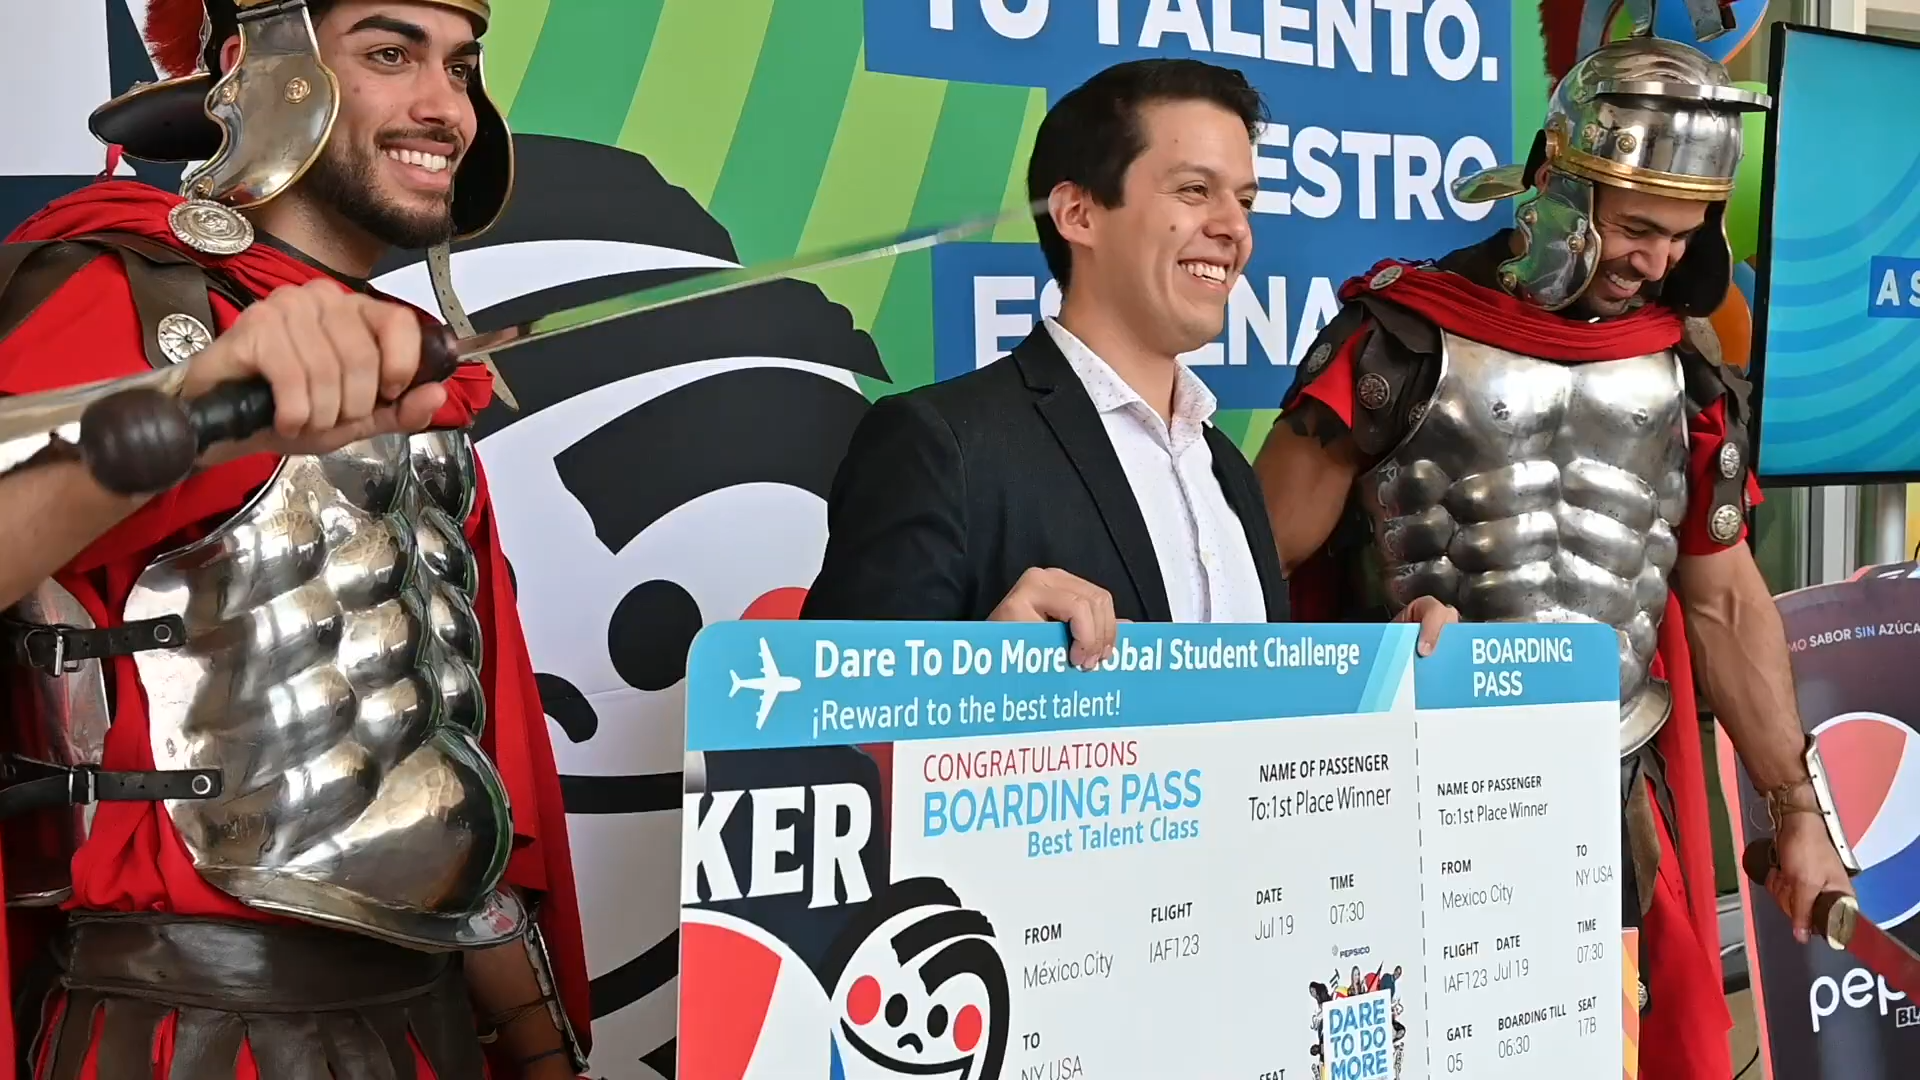 TU TALENTO.
ESTRO
ES ENA
A S
Dare To Do More Global Student Challenge
¡Reward to the best talent!
BOARDING
PASS
CONGRATULATIONS
BOARDING PASS
Best Talent Class
NAME OF PASSENGER
To:1st Place Winner
KER
FROM
México.City
FLIGHT
IAF123
DATE
Jul 19
TIME
07:30
TO
NY USA
SEAT
PEPSICO
DARE
TO DO
MORE
NAME OF PASSENGER
To:1st Place Winner
FROM
Mexico City
TO
NY USA
FLIGHT
IAF123
DATE
Jul 19
TIME
07:30
GATE
05
BOARDING TILL
06:30
SEAT
17B
MO SABOR SIN AZÚCA
pep
BL